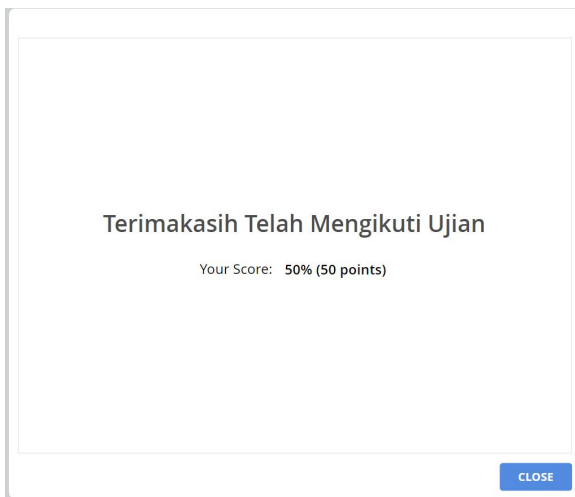 Terimakasih Telah Mengikuti Ujian
Your Score: 50% (50 points)
CLOSE